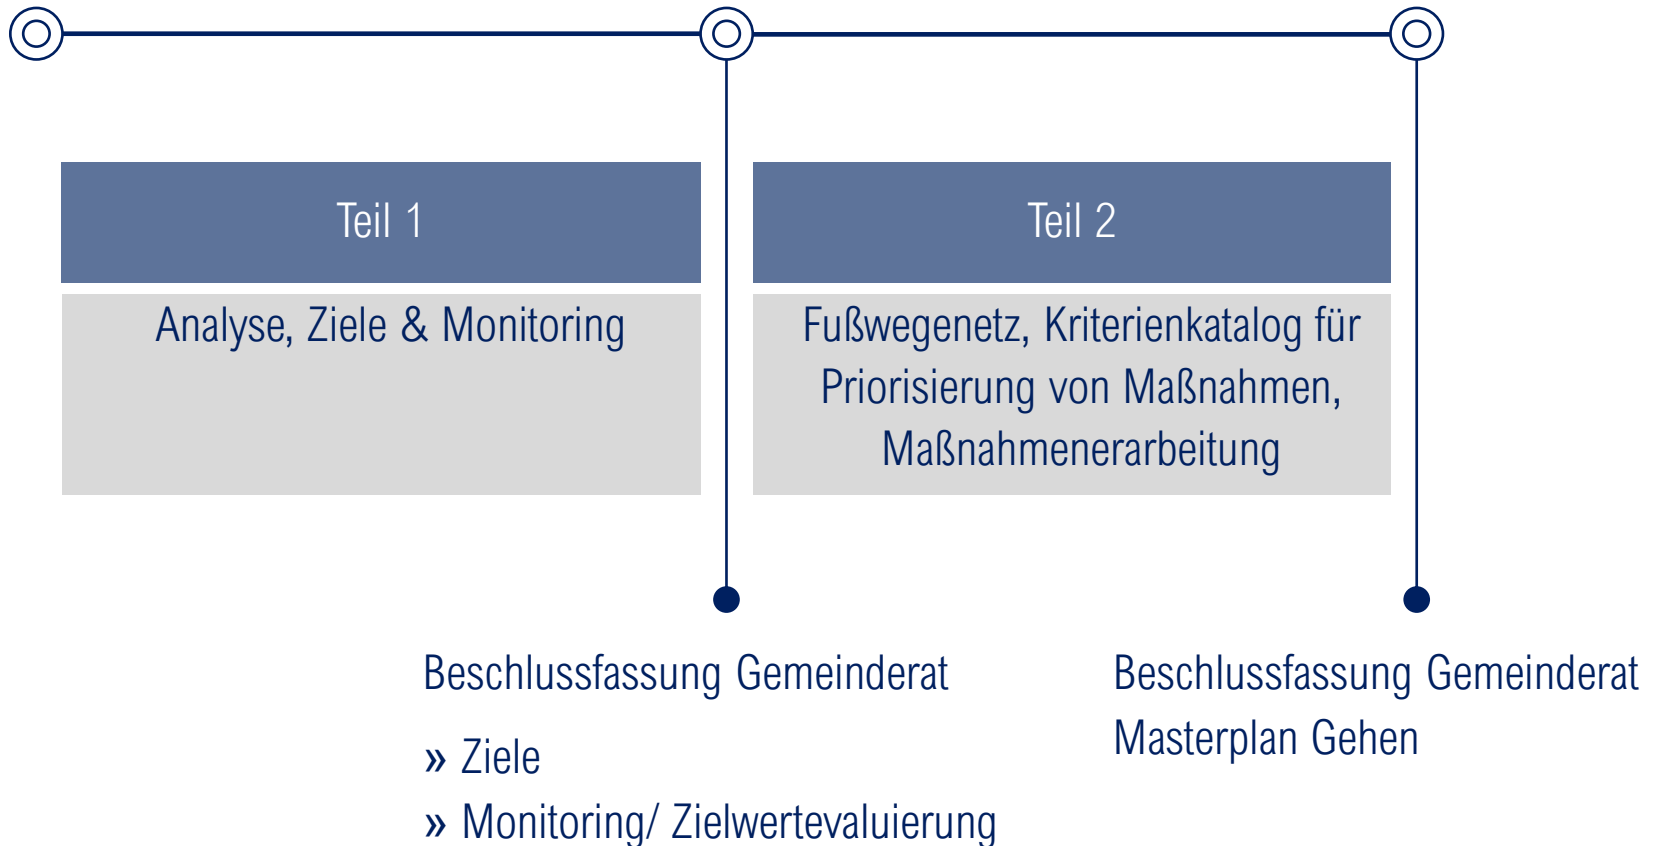 Teil 1
Teil 2
Analyse, Ziele & Monitoring
Fußwegenetz, Kriterienkatalog für
Priorisierung von Maßnahmen,
Maßnahmenerarbeitung
Beschlussfassung Gemeinderat
» Ziele
» Monitoring/ Zielwertevaluierung
Beschlussfassung Gemeinderat
Masterplan Gehen